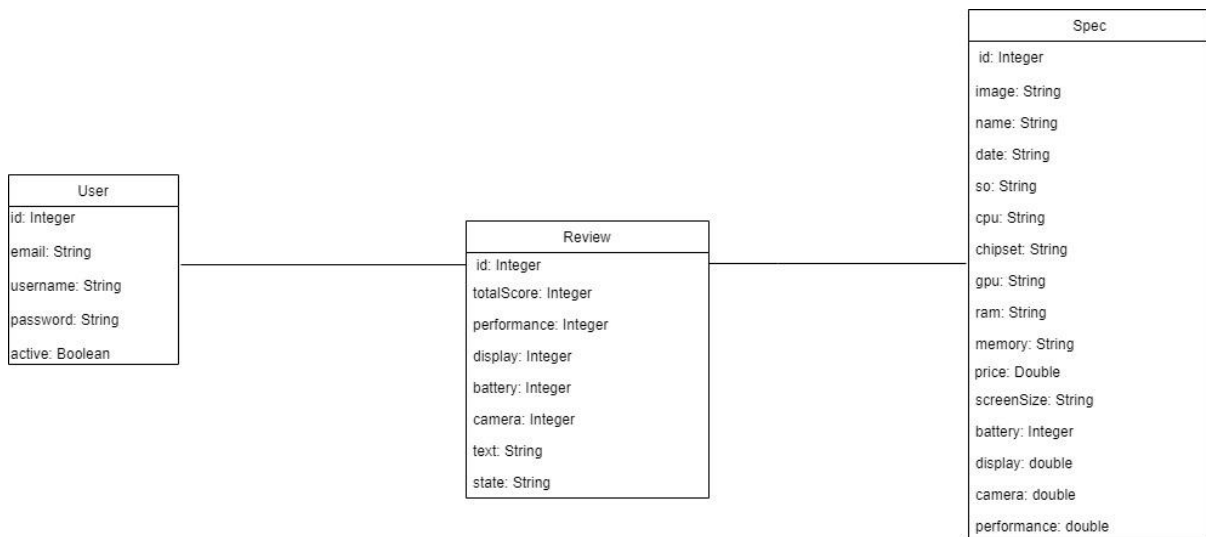 User
id: Integer
email: String
username: String
password: String
active: Boolean
Review
id: Integer
totalScore: Integer
performance: Integer
display: Integer
battery: Integer
camera: Integer
text: String
state: String
Spec
id: Integer
image: String
name: String
date: String
so: String
cpu: String
chipset: String
gpu: String
ram: String
memory: String
price: Double
screenSize: String
battery: Integer
display: double
camera: double
performance: double